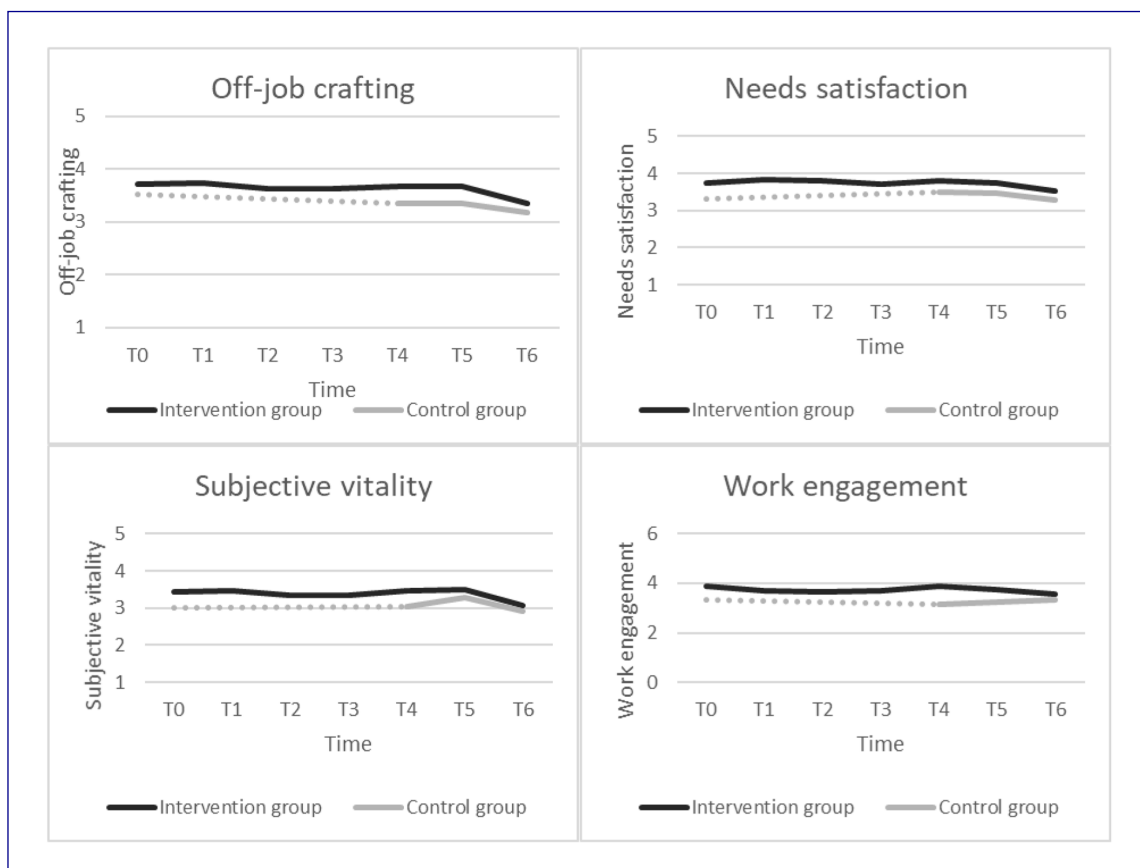 Off-job crafting
Off-job crafting
5
4
3
2
1
T0 T1 T2 T3 T4 T5 T6
Time
Intervention group Control group
Needs satisfaction
Needs satisfaction
5
4
3
2
1
T0 T1 T2 T3 T4 T5 T6
Time
Intervention group Control group
Subjective vitality
Subjective vitality
5
4
3
2
1
T0 T1 T2 T3 T4 T5 T6
Time
Intervention group Control group
Work engagement
Work engagement
6
4
2
0
T0 T1 T2 T3 T4 T5 T6
Time
Intervention group Control group